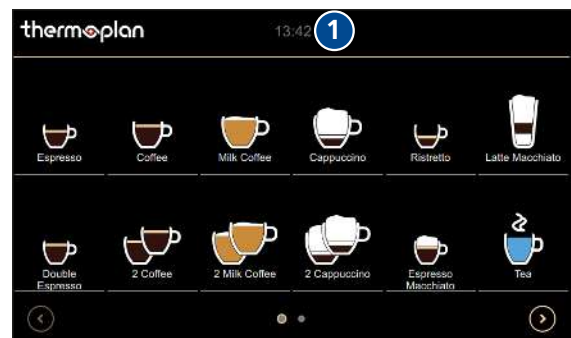 thermoplan
13:42
1
Espresso
Coffee
Milk Coffee
Cappuccino
Ristretto
Latte Macchiato
Double
Espresso
2 Coffee
2 Milk Coffee
2 Cappuccino
Espresso
Macchiato
Tea